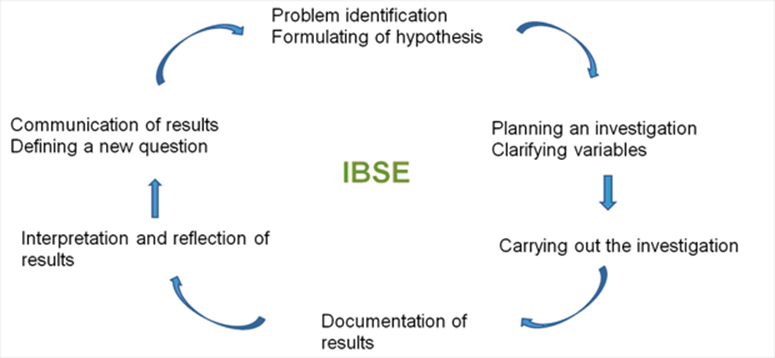 Problem identification
Formulating of hypothesis
Planning an investigation
Clarifying variables
Carrying out the investigation
Documentation of
results
Interpretation and reflection of
results
Communication of results
Defining a new question
IBSE